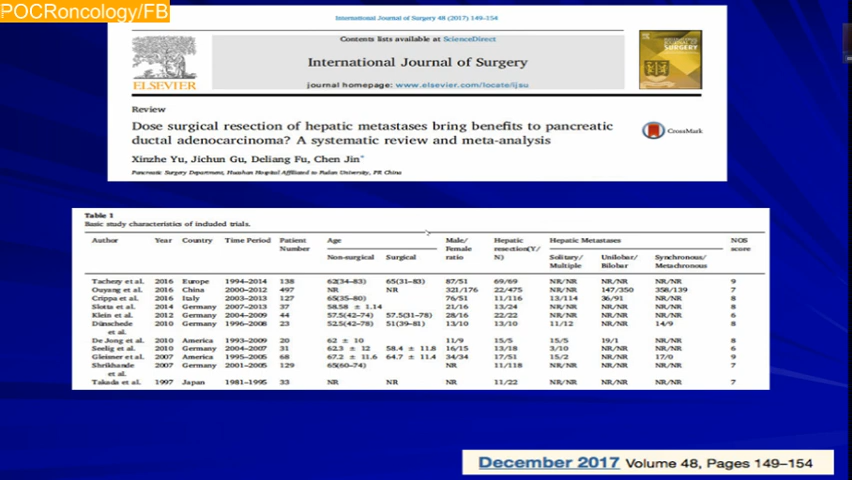 POCRoncology/FB
International Journal of Surgery 48 (2017) 149–154
Contents lists available at ScienceDirect
International Journal of Surgery
journal homepage: www.elsevier.com/locate/ijsu
ELSEVIER
SURGERY
Review
Dose surgical resection of hepatic metastases bring benefits to pancreatic
ductal adenocarcinoma? A systematic review and meta-analysis
CrossMark
Xinzhe Yu, Jichun Gu, Deliang Fu, Chen Jin*
Pancreatic Surgery Department, Huashan Hospital Affiliated to Fudan University, PR China
Table 1
Basic study characteristics of included trials.
Author Year Country Time Period Patient Number Age Male/Female ratio Hepatic resection(Y/N) Hepatic Metastases NOS score
Non-surgical Surgical Solitary/Multiple Unilobar/Bilobar Synchronous/Metachronous
Tachezy et al. 2016 Europe 1994–2014 138 62(34–83) 65(31–83) 87/51 69/69 NR/NR NR/NR NR/NR 9
Ouyang et al. 2016 China 2000–2012 497 NR NR 321/176 22/475 NR/NR 147/350 358/139 7
Crippa et al. 2016 Italy 2003–2013 127 65(35–80) 76/51 11/116 13/114 36/91 NR/NR 8
Slotta et al. 2014 Germany 2007–2013 37 58.58 ± 1.14 21/16 13/24 NR/NR NR/NR NR/NR 8
Klein et al. 2012 Germany 2004–2009 44 57.5(42–74) 57.5(31–78) 28/16 22/22 NR/NR NR/NR NR/NR 6
Dünschede et al. 2010 Germany 1996–2008 23 52.5(42–78) 51(39–81) 13/10 13/10 11/12 14/9 8
De Jong et al. 2010 America 1993–2009 20 62 ± 10 11/9 15/5 15/5 19/1 NR/NR 8
Seelig et al. 2010 Germany 2004–2007 31 62.3 ± 12 58.4 ± 11.8 16/15 13/18 3/10 NR/NR NR/NR 6
Gleisner et al. 2007 America 1995–2005 68 67.2 ± 11.6 64.7 ± 11.4 34/34 17/51 15/2 NR/NR 17/0 9
Shrikhande et al. 2007 Germany 2001–2005 129 65(60–74) NR 11/118 NR/NR NR/NR NR/NR 7
Takada et al. 1997 Japan 1981–1995 33 NR NR NR 11/22 NR/NR NR/NR NR/NR 7
December 2017 Volume 48, Pages 149–154